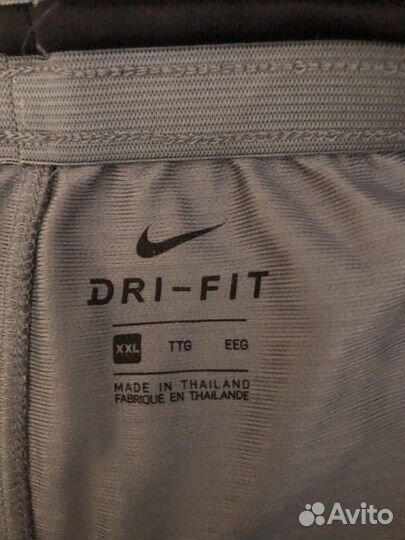 DRI-FIT
XXL TTG EEG
MADE IN THAILAND
FABRIQUE EN THAILANDE
Avito